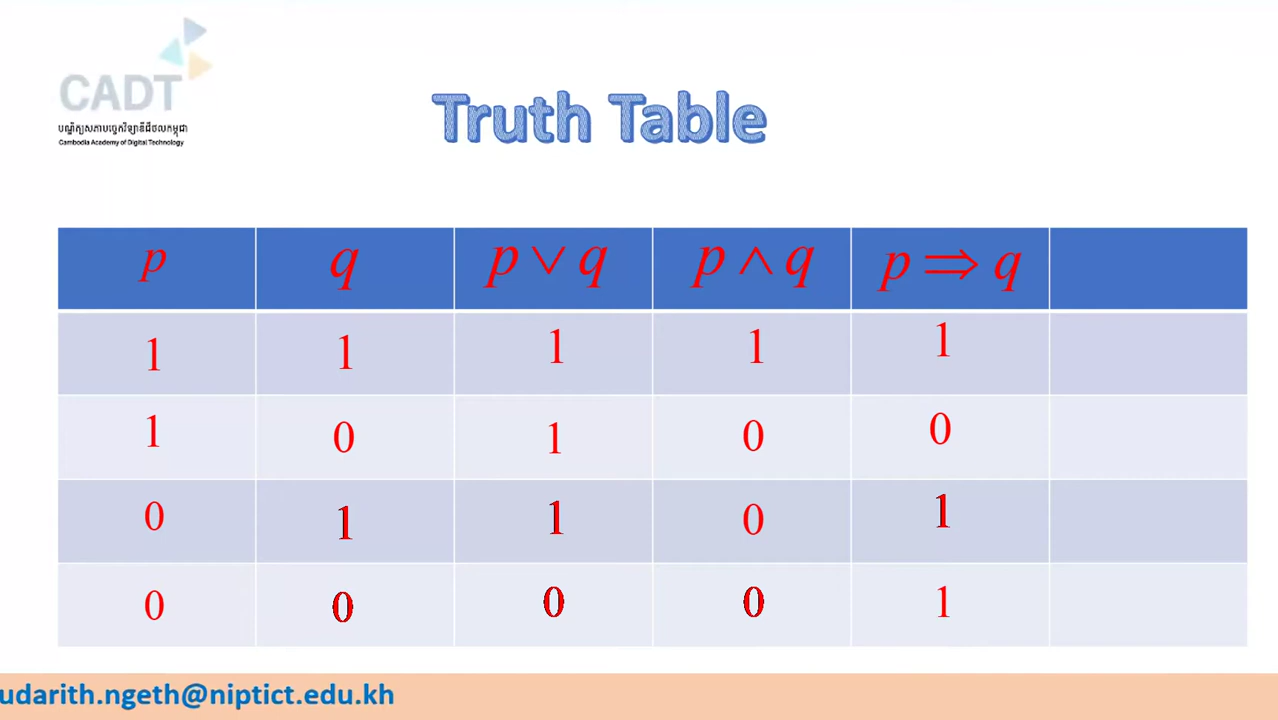 CADT
បណ្ឌិត្យសភាបច្ចេកវិទ្យាឌីជីថលកម្ពុជា
Cambodia Academy of Digital Technology
Truth Table
p q p ∨ q p ∧ q p ⇒ q
1 1 1 1 1
1 0 1 0 0
0 1 1 0 1
0 0 0 0 1
udarith.ngeth@niptict.edu.kh